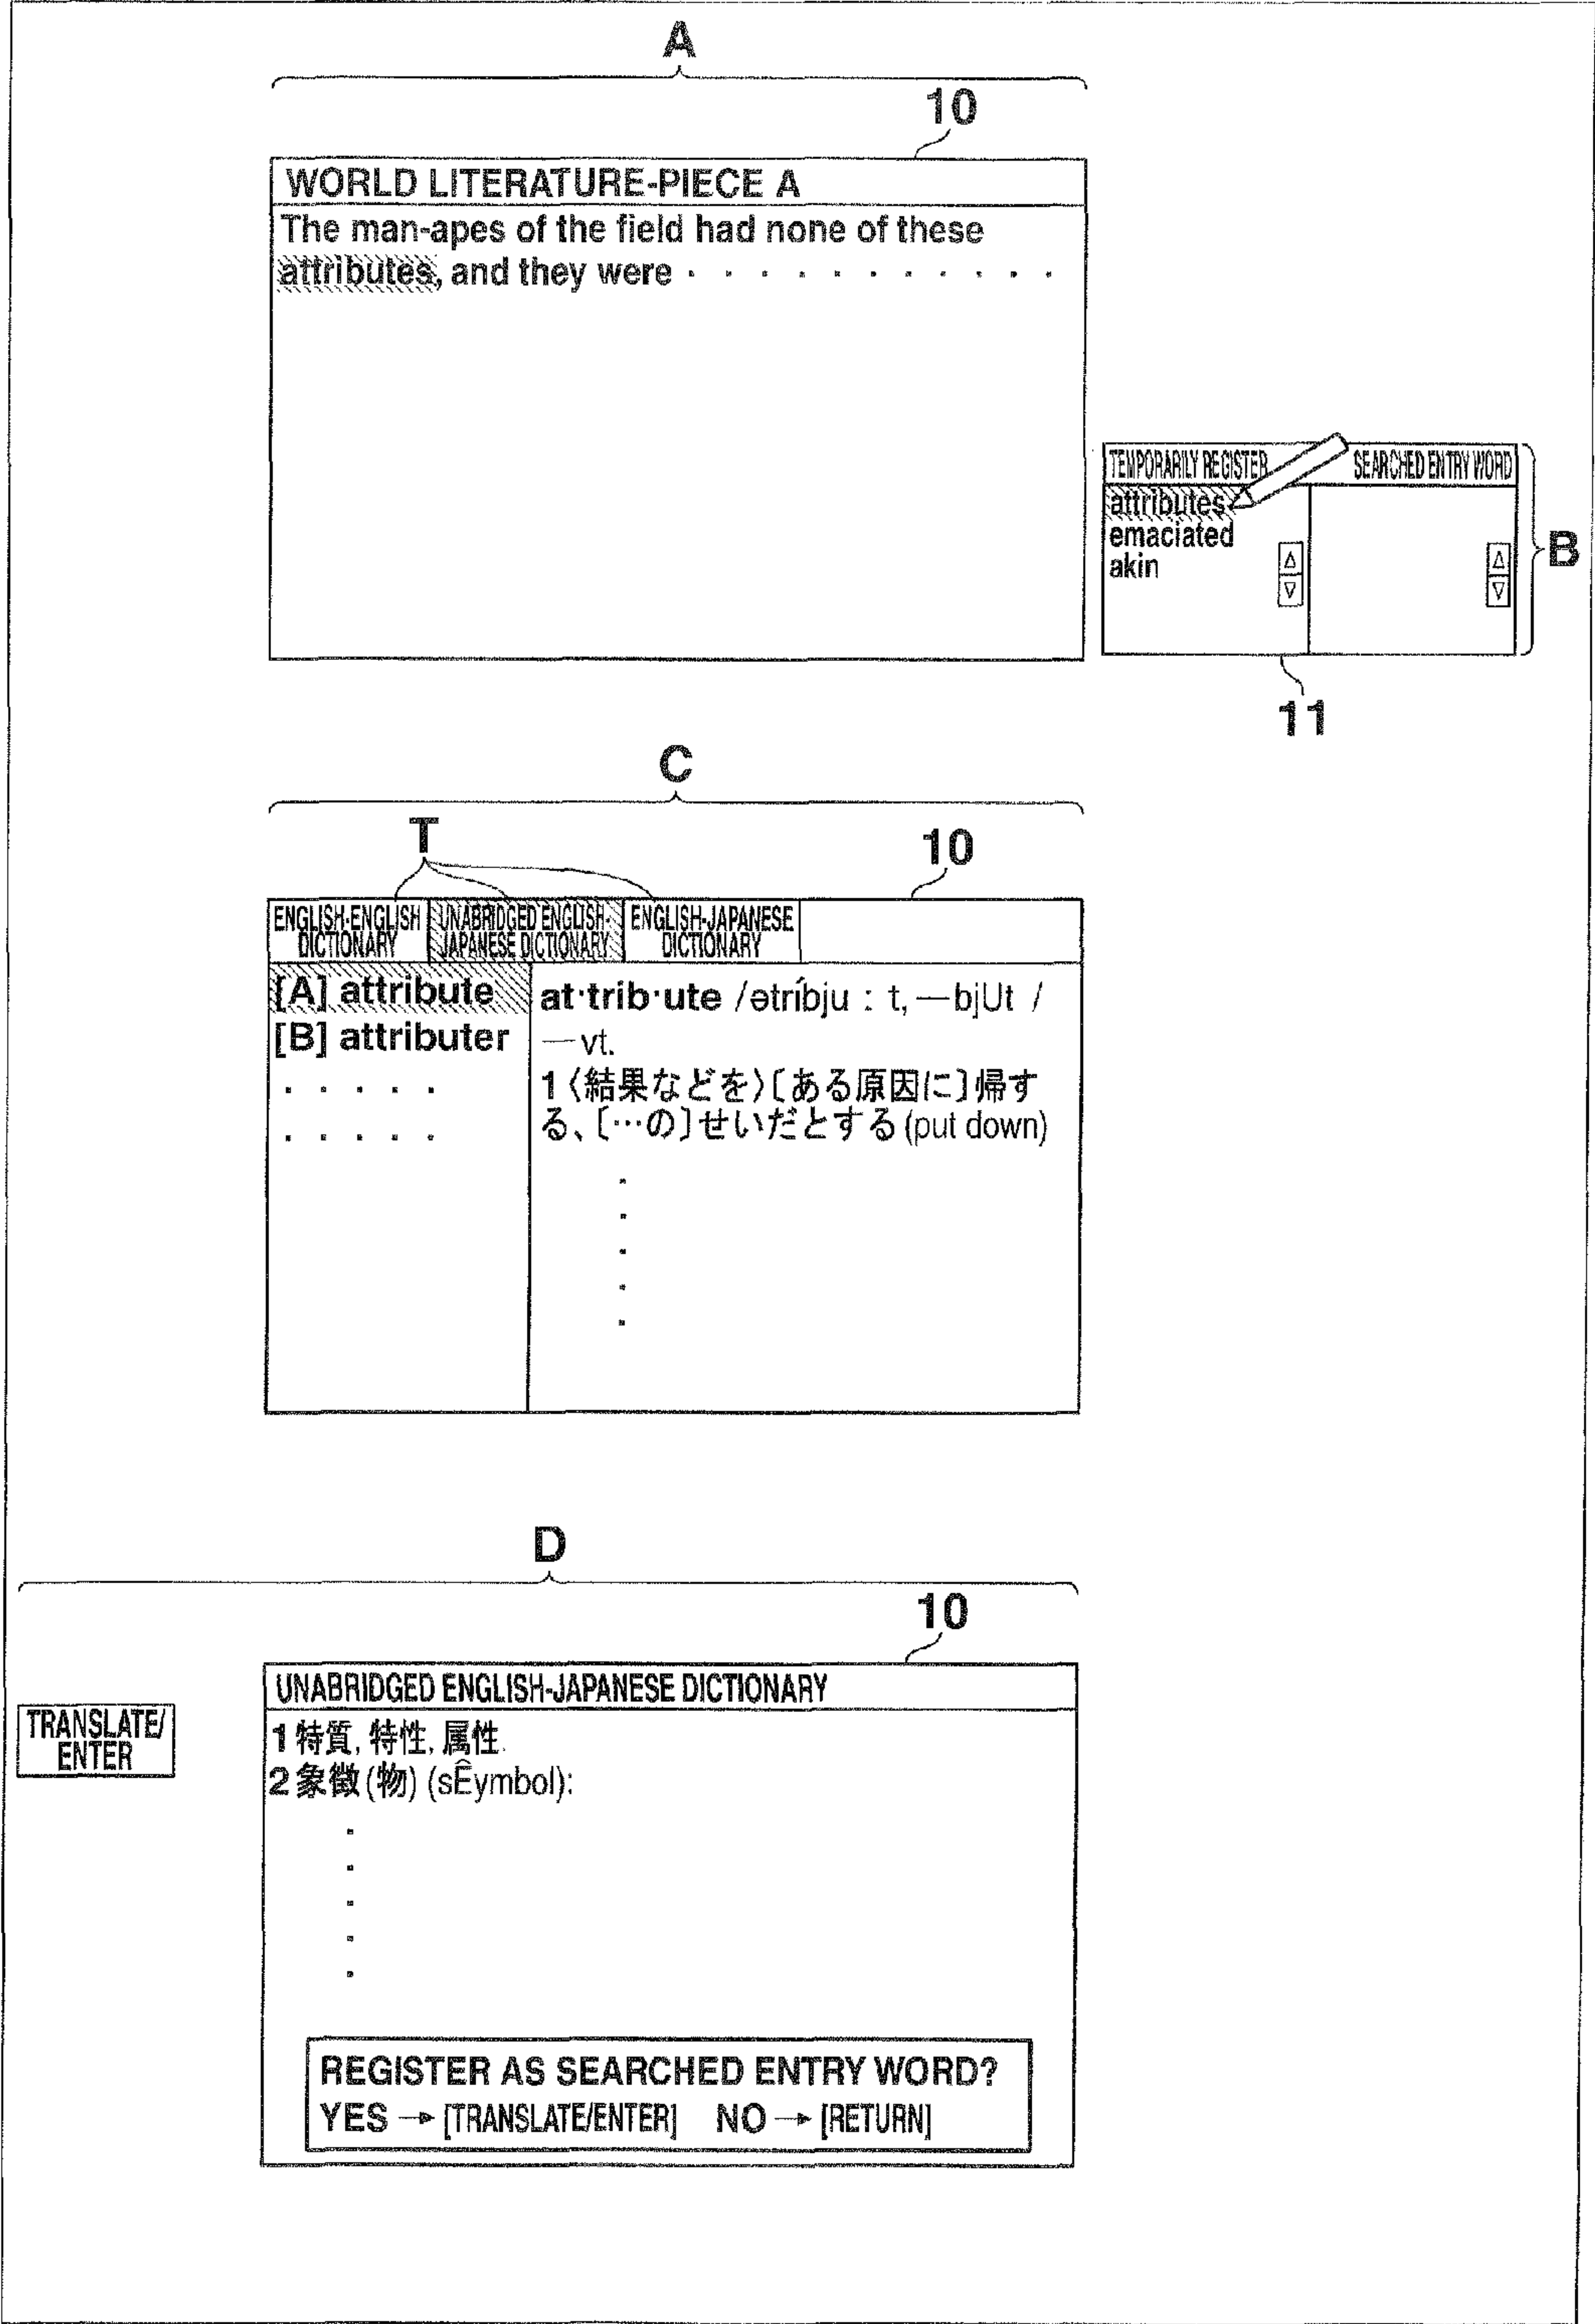 A
10
WORLD LITERATURE-PIECE A
The man-apes of the field had none of these
attributes, and they were · · · · · · · · · · ·
TEMPORARILY REGISTER
SEARCHED ENTRY WORD
attributes
emaciated
akin
B
11
C
T
10
ENGLISH-ENGLISH
DICTIONARY
UNABRIDGED ENGLISH-
JAPANESE DICTIONARY
ENGLISH-JAPANESE
DICTIONARY
[A] attribute
[B] attributer
at·trib·ute /ətríbju : t, —bjUt /
—vt.
1〈結果などを〉〔ある原因に〕帰す
る、〔…の〕せいだとする(put down)
D
10
TRANSLATE/
ENTER
UNABRIDGED ENGLISH-JAPANESE DICTIONARY
1 特質, 特性, 属性.
2 象徴(物) (sÊymbol):
REGISTER AS SEARCHED ENTRY WORD?
YES → [TRANSLATE/ENTER] NO → [RETURN]